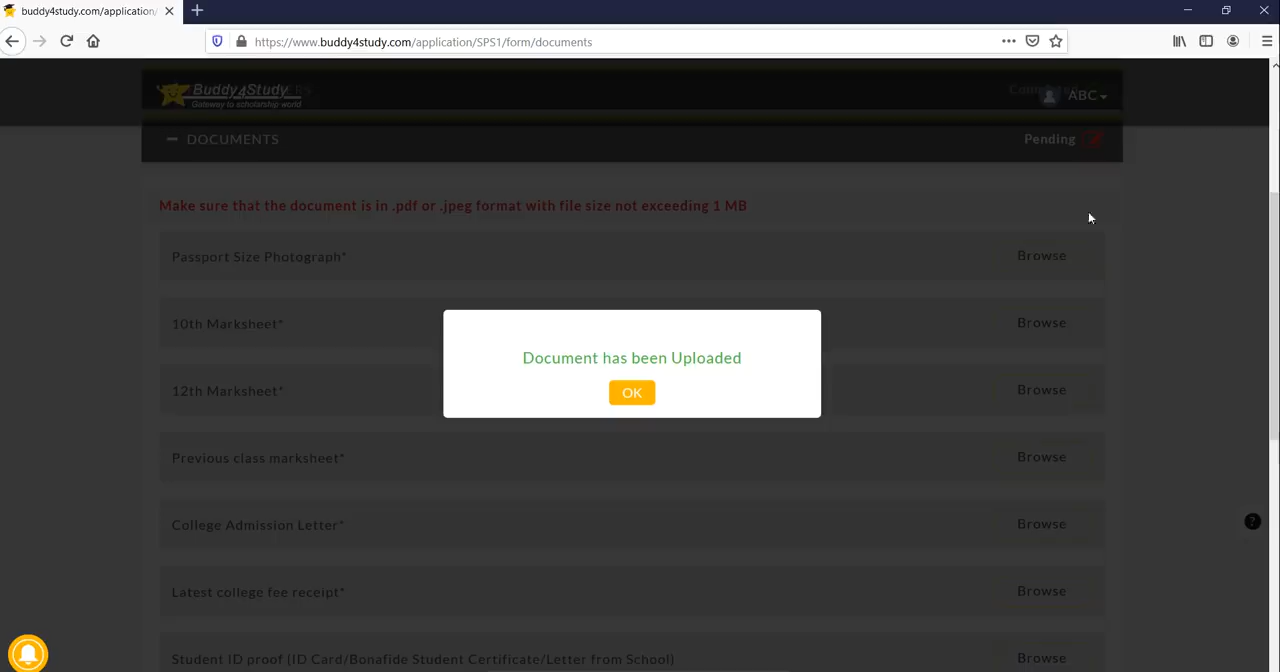 buddy4study.com/application/
https://www.buddy4study.com/application/SPS1/form/documents
Buddy4Study
Gateway to scholarship world
ABC
DOCUMENTS
Pending
Make sure that the document is in .pdf or .jpeg format with file size not exceeding 1 MB
Passport Size Photograph*
Browse
10th Marksheet*
Browse
Document has been Uploaded
12th Marksheet*
Browse
OK
Previous class marksheet*
Browse
College Admission Letter*
Browse
Latest college fee receipt*
Browse
Student ID proof (ID Card/Bonafide Student Certificate/Letter from School)
Browse